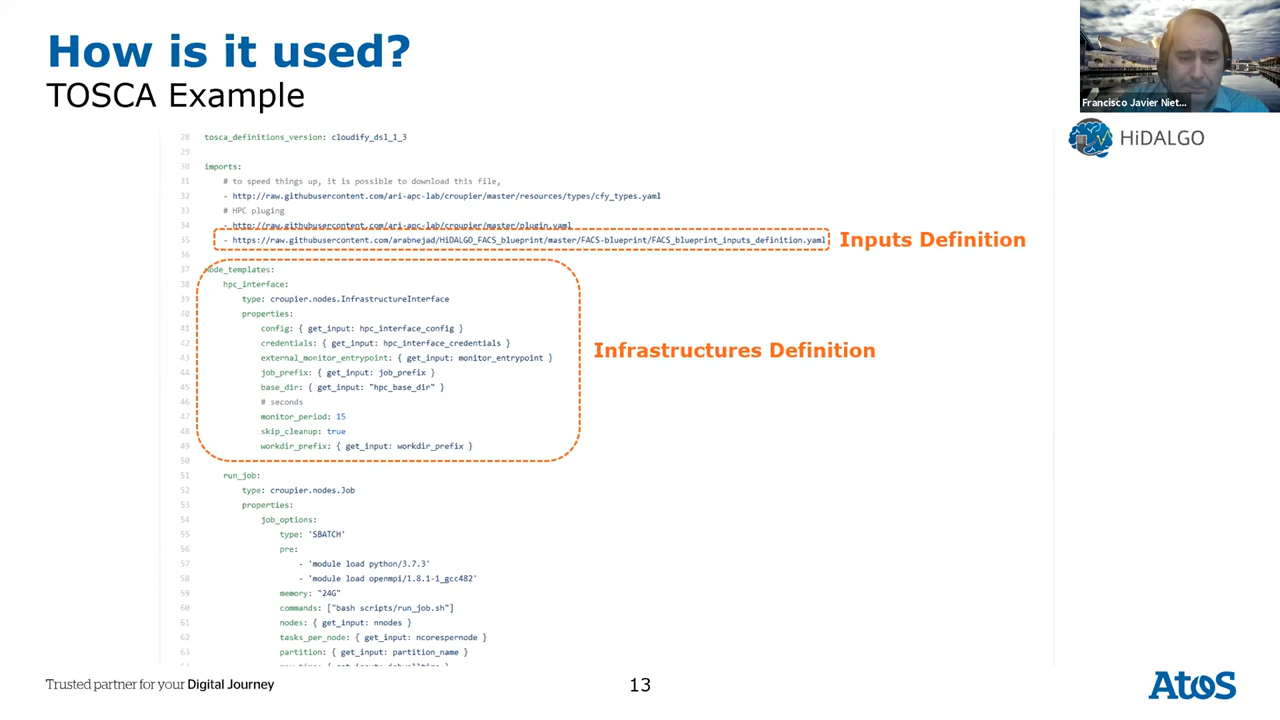 How is it used?
TOSCA Example
Francisco Javier Niet...
HiDALGO
28 tosca_definitions_version: cloudify_dsl_1_3
29
30 imports:
31 # to speed things up, it is possible to download this file,
32 - http://raw.githubusercontent.com/ari-apc-lab/croupier/master/resources/types/cfy_types.yaml
33 # HPC pluging
34 - http://raw.githubusercontent.com/ari-apc-lab/croupier/master/plugin.yaml
35 - https://raw.githubusercontent.com/arabnejad/HiDALGO_FACS_blueprint/master/FACS-blueprint/FACS_blueprint_inputs_definition.yaml
Inputs Definition
36
37 node_templates:
38 hpc_interface:
39 type: croupier.nodes.InfrastructureInterface
40 properties:
41 config: { get_input: hpc_interface_config }
42 credentials: { get_input: hpc_interface_credentials }
Infrastructures Definition
43 external_monitor_entrypoint: { get_input: monitor_entrypoint }
44 job_prefix: { get_input: job_prefix }
45 base_dir: { get_input: "hpc_base_dir" }
46 # seconds
47 monitor_period: 15
48 skip_cleanup: true
49 workdir_prefix: { get_input: workdir_prefix }
50
51 run_job:
52 type: croupier.nodes.Job
53 properties:
54 job_options:
55 type: 'SBATCH'
56 pre:
57 - 'module load python/3.7.3'
58 - 'module load openmpi/1.8.1-1_gcc482'
59 memory: "24G"
60 commands: ["bash scripts/run_job.sh"]
61 nodes: { get_input: nnodes }
62 tasks_per_node: { get_input: ncorespernode }
63 partition: { get_input: partition_name }
Trusted partner for your Digital Journey
13
Atos